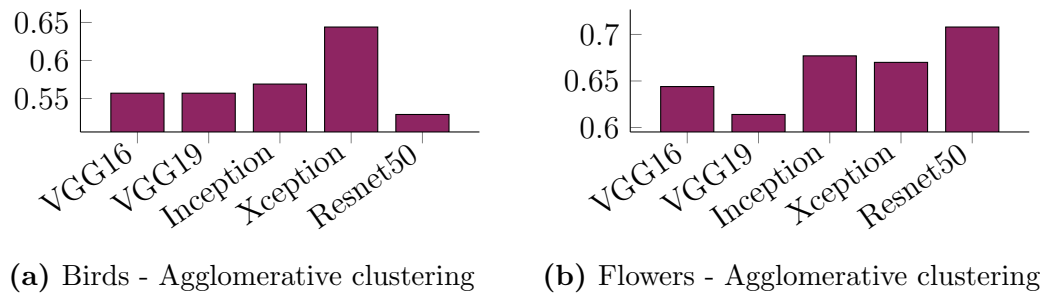 0.65
0.6
0.55
VGG16
VGG19
Inception
Xception
Resnet50
(a) Birds - Agglomerative clustering
0.7
0.65
0.6
VGG16
VGG19
Inception
Xception
Resnet50
(b) Flowers - Agglomerative clustering